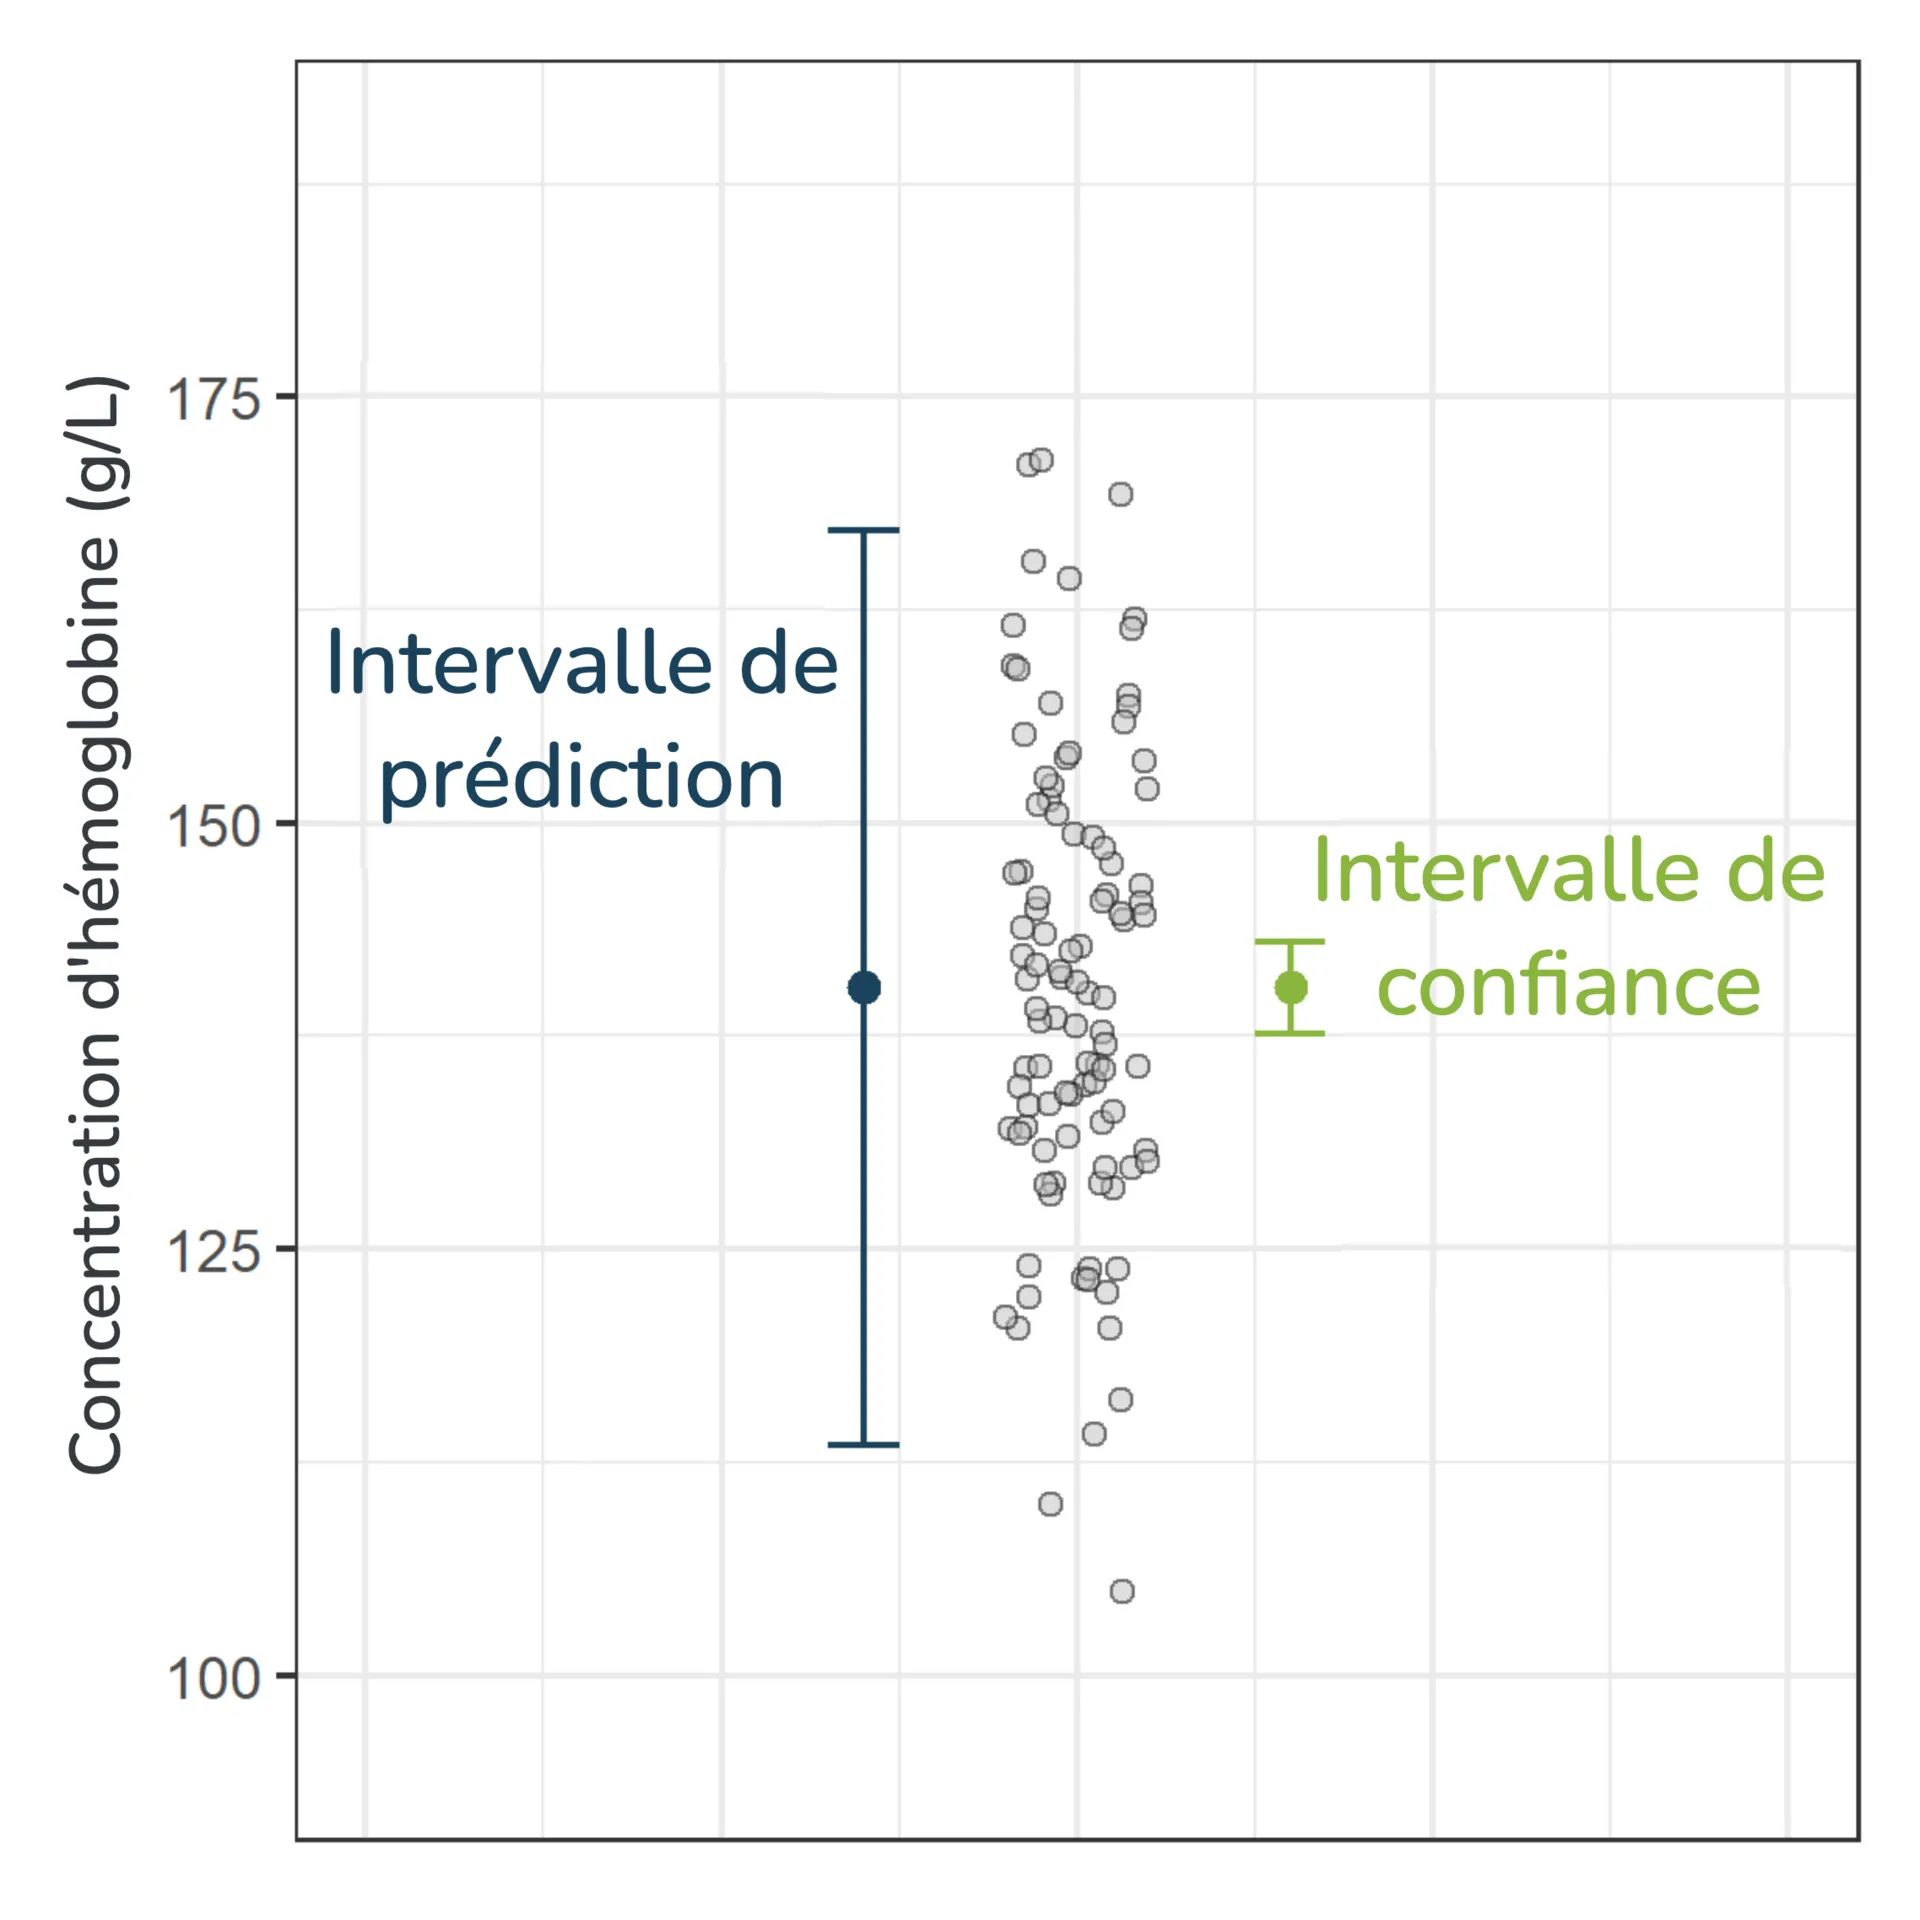 Concentration d'hémoglobine (g/L)
175
150
125
100
Intervalle de
prédiction
Intervalle de
confiance